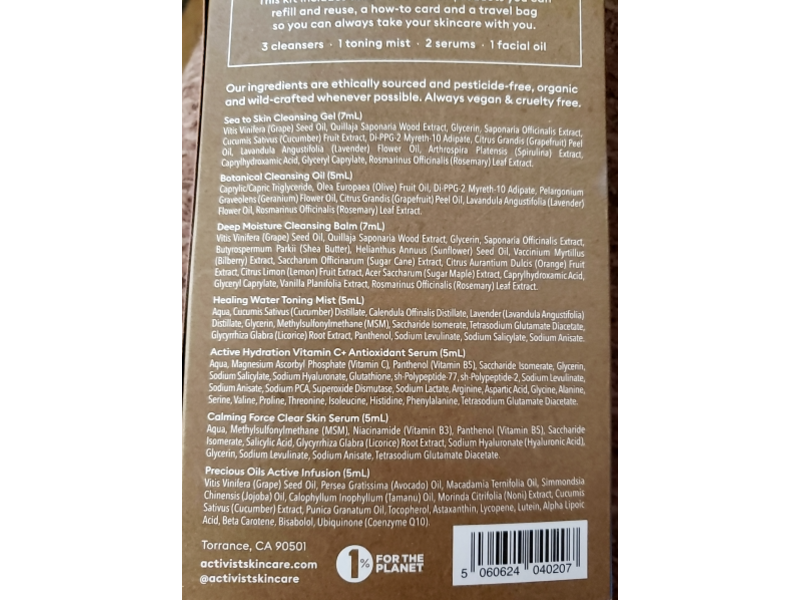 This kit includes products you can
refill and reuse, a how-to card and a travel bag
so you can always take your skincare with you.
3 cleansers · 1 toning mist · 2 serums · 1 facial oil
Our ingredients are ethically sourced and pesticide-free, organic
and wild-crafted whenever possible. Always vegan & cruelty free.
Sea to Skin Cleansing Gel (7mL)
Vitis Vinifera (Grape) Seed Oil, Quillaja Saponaria Wood Extract, Glycerin, Saponaria Officinalis Extract,
Cucumis Sativus (Cucumber) Fruit Extract, Di-PPG-2 Myreth-10 Adipate, Citrus Grandis (Grapefruit) Peel
Oil, Lavandula Angustifolia (Lavender) Flower Oil, Arthrospira Platensis (Spirulina) Extract,
Caprylhydroxamic Acid, Glyceryl Caprylate, Rosmarinus Officinalis (Rosemary) Leaf Extract.
Botanical Cleansing Oil (5mL)
Caprylic/Capric Triglyceride, Olea Europaea (Olive) Fruit Oil, Di-PPG-2 Myreth-10 Adipate, Pelargonium
Graveolens (Geranium) Flower Oil, Citrus Grandis (Grapefruit) Peel Oil, Lavandula Angustifolia (Lavender)
Flower Oil, Rosmarinus Officinalis (Rosemary) Leaf Extract.
Deep Moisture Cleansing Balm (7mL)
Vitis Vinifera (Grape) Seed Oil, Quillaja Saponaria Wood Extract, Glycerin, Saponaria Officinalis Extract,
Butyrospermum Parkii (Shea Butter), Helianthus Annuus (Sunflower) Seed Oil, Vaccinium Myrtillus
(Bilberry) Extract, Saccharum Officinarum (Sugar Cane) Extract, Citrus Aurantium Dulcis (Orange) Fruit
Extract, Citrus Limon (Lemon) Fruit Extract, Acer Saccharum (Sugar Maple) Extract, Caprylhydroxamic Acid,
Glyceryl Caprylate, Vanilla Planifolia Extract, Rosmarinus Officinalis (Rosemary) Leaf Extract.
Healing Water Toning Mist (5mL)
Aqua, Cucumis Sativus (Cucumber) Distillate, Calendula Offinalis Distillate, Lavender (Lavandula Angustifolia)
Distillate, Glycerin, Methylsulfonylmethane (MSM), Saccharide Isomerate, Tetrasodium Glutamate Diacetate,
Glycyrrhiza Glabra (Licorice) Root Extract, Panthenol, Sodium Levulinate, Sodium Salicylate, Sodium Anisate.
Active Hydration Vitamin C+ Antioxidant Serum (5mL)
Aqua, Magnesium Ascorbyl Phosphate (Vitamin C), Panthenol (Vitamin B5), Saccharide Isomerate, Glycerin,
Sodium Salicylate, Sodium Hyaluronate, Glutathione, sh-Polypeptide-77, sh-Polypeptide-2, Sodium Levulinate,
Sodium Anisate, Sodium PCA, Superoxide Dismutase, Sodium Lactate, Arginine, Aspartic Acid, Glycine, Alanine,
Serine, Valine, Proline, Threonine, Isoleucine, Histidine, Phenylalanine, Tetrasodium Glutamate Diacetate.
Calming Force Clear Skin Serum (5mL)
Aqua, Methylsulfonylmethane (MSM), Niacinamide (Vitamin B3), Panthenol (Vitamin B5), Saccharide
Isomerate, Salicylic Acid, Glycyrrhiza Glabra (Licorice) Root Extract, Sodium Hyaluronate (Hyaluronic Acid),
Glycerin, Sodium Levulinate, Sodium Anisate, Tetrasodium Glutamate Diacetate.
Precious Oils Active Infusion (5mL)
Vitis Vinifera (Grape) Seed Oil, Persea Gratissima (Avocado) Oil, Macadamia Ternifolia Oil, Simmondsia
Chinensis (Jojoba) Oil, Calophyllum Inophyllum (Tamanu) Oil, Morinda Citrifolia (Noni) Extract, Cucumis
Sativus (Cucumber) Extract, Punica Granatum Oil, Tocopherol, Astaxanthin, Lycopene, Lutein, Alpha Lipoic
Acid, Beta Carotene, Bisabolol, Ubiquinone (Coenzyme Q10).
Torrance, CA 90501
activistskincare.com
@activistskincare
1% FOR THE
PLANET
5 060624 040207